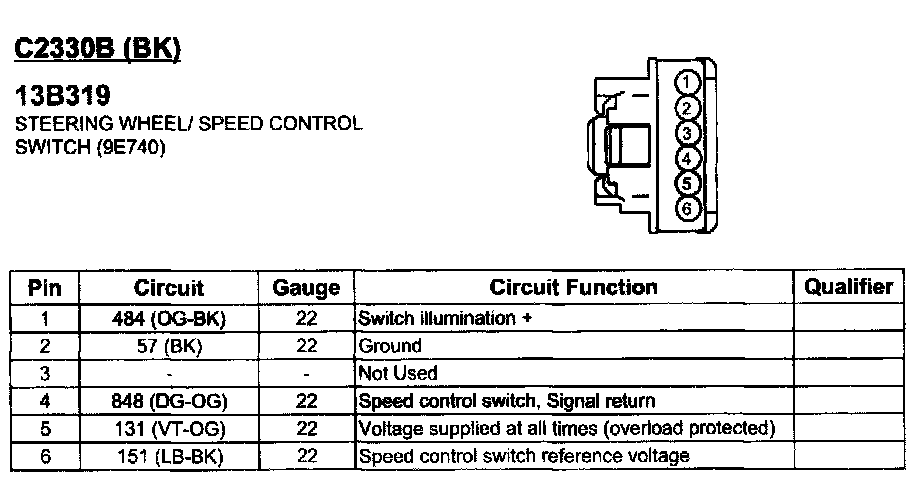 C2330B (BK)
13B319
STEERING WHEEL/ SPEED CONTROL
SWITCH (9E740)
1
2
3
4
5
6
Pin Circuit Gauge Circuit Function Qualifier
1 484 (OG-BK) 22 Switch illumination +
2 57 (BK) 22 Ground
3 - - Not Used
4 848 (DG-OG) 22 Speed control switch, Signal return
5 131 (VT-OG) 22 Voltage supplied at all times (overload protected)
6 151 (LB-BK) 22 Speed control switch reference voltage